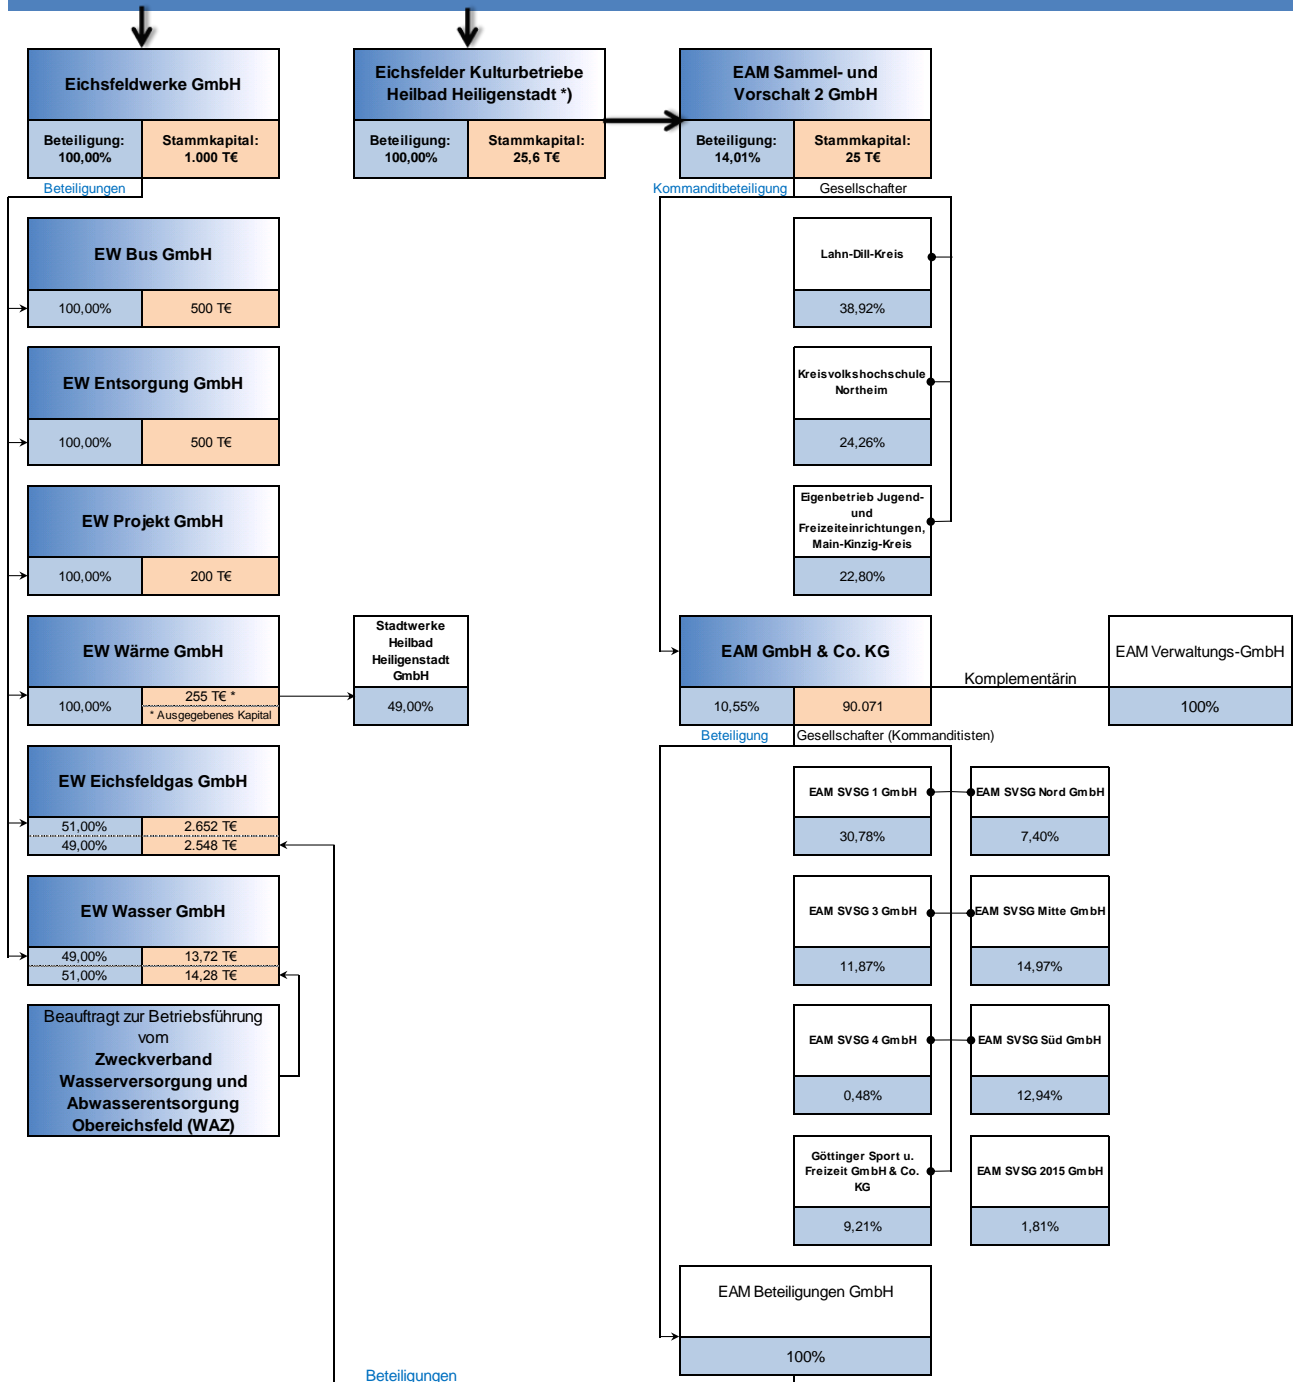 Eichsfeldwerke GmbH
Beteiligung:
100,00%
Stammkapital:
1.000 T€
Beteiligungen
Eichsfelder Kulturbetriebe
Heilbad Heiligenstadt *)
Beteiligung:
100,00%
Stammkapital:
25,6 T€
EAM Sammel- und
Vorschalt 2 GmbH
Beteiligung:
14,01%
Stammkapital:
25 T€
Kommanditbeteiligung
Gesellschafter
EW Bus GmbH
100,00%
500 T€
EW Entsorgung GmbH
100,00%
500 T€
EW Projekt GmbH
100,00%
200 T€
EW Wärme GmbH
100,00%
255 T€ *
* Ausgegebenes Kapital
Stadtwerke
Heilbad
Heiligenstadt
GmbH
49,00%
EW Eichsfeldgas GmbH
51,00%
2.652 T€
49,00%
2.548 T€
EW Wasser GmbH
49,00%
13,72 T€
51,00%
14,28 T€
Beauftragt zur Betriebsführung
vom
Zweckverband
Wasserversorgung und
Abwasserentsorgung
Obereichsfeld (WAZ)
Lahn-Dill-Kreis
38,92%
Kreisvolkshochschule
Northeim
24,26%
Eigenbetrieb Jugend-
und
Freizeiteinrichtungen,
Main-Kinzig-Kreis
22,80%
EAM GmbH & Co. KG
10,55%
90.071
Komplementärin
EAM Verwaltungs-GmbH
100%
Beteiligung
Gesellschafter (Kommanditisten)
EAM SVSG 1 GmbH
30,78%
EAM SVSG Nord GmbH
7,40%
EAM SVSG 3 GmbH
11,87%
EAM SVSG Mitte GmbH
14,97%
EAM SVSG 4 GmbH
0,48%
EAM SVSG Süd GmbH
12,94%
Göttinger Sport u.
Freizeit GmbH & Co.
KG
9,21%
EAM SVSG 2015 GmbH
1,81%
EAM Beteiligungen GmbH
100%
Beteiligungen